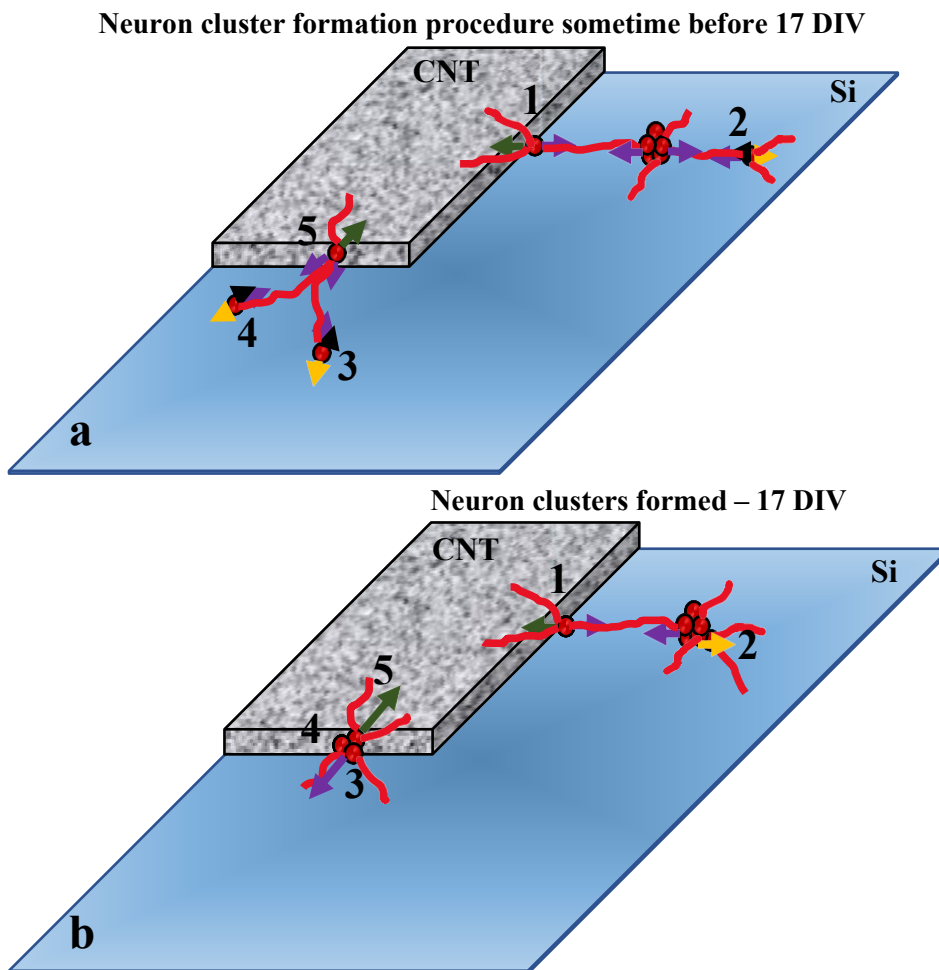 Neuron cluster formation procedure sometime before 17 DIV
CNT
Si
1
2
5
4
3
a
Neuron clusters formed – 17 DIV
CNT
Si
1
2
5
4
3
b